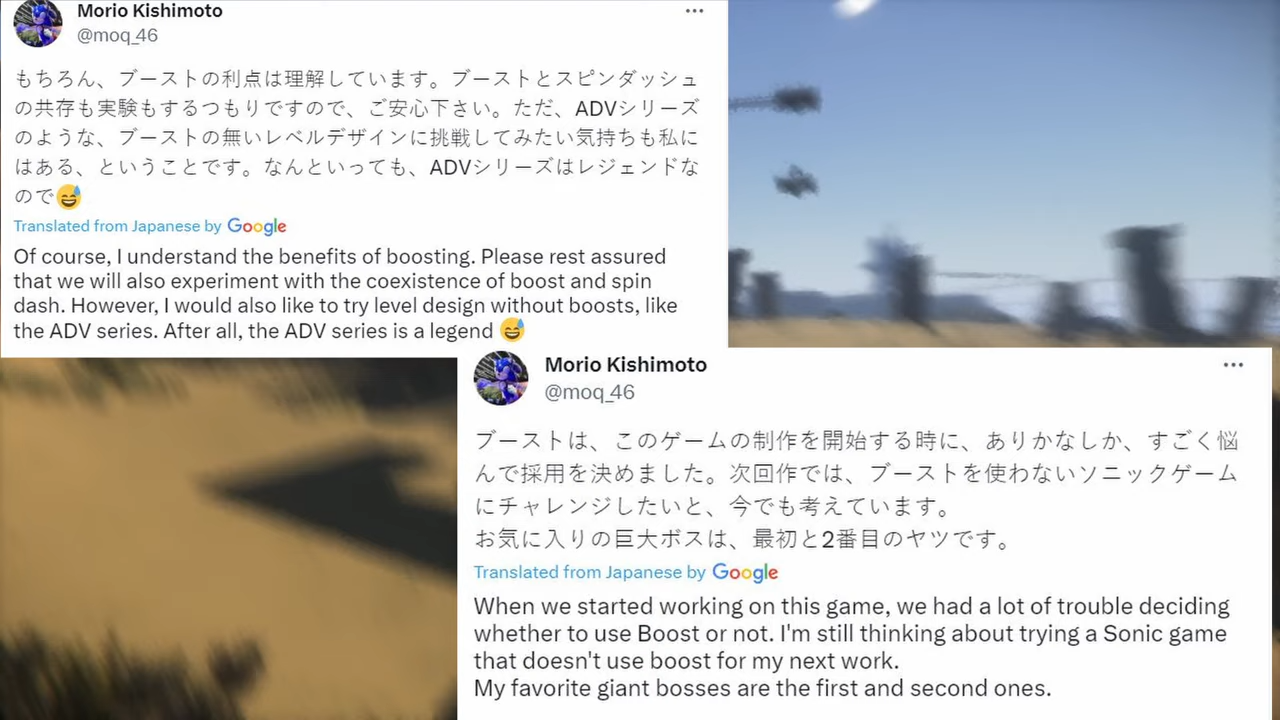 Morio Kishimoto
@moq_46
もちろん、ブーストの利点は理解しています。ブーストとスピンダッシュ
の共存も実験もするつもりですので、ご安心下さい。ただ、ADVシリーズ
のような、ブーストの無いレベルデザインに挑戦してみたい気持ちも私に
はある、ということです。なんといっても、ADVシリーズはレジェンドな
ので😅
Translated from Japanese by Google
Of course, I understand the benefits of boosting. Please rest assured
that we will also experiment with the coexistence of boost and spin
dash. However, I would also like to try level design without boosts, like
the ADV series. After all, the ADV series is a legend 😅
Morio Kishimoto
@moq_46
ブーストは、このゲームの制作を開始する時に、ありかなしか、すごく悩
んで採用を決めました。次回作では、ブーストを使わないソニックゲーム
にチャレンジしたいと、今でも考えています。
お気に入りの巨大ボスは、最初と2番目のヤツです。
Translated from Japanese by Google
When we started working on this game, we had a lot of trouble deciding
whether to use Boost or not. I'm still thinking about trying a Sonic game
that doesn't use boost for my next work.
My favorite giant bosses are the first and second ones.